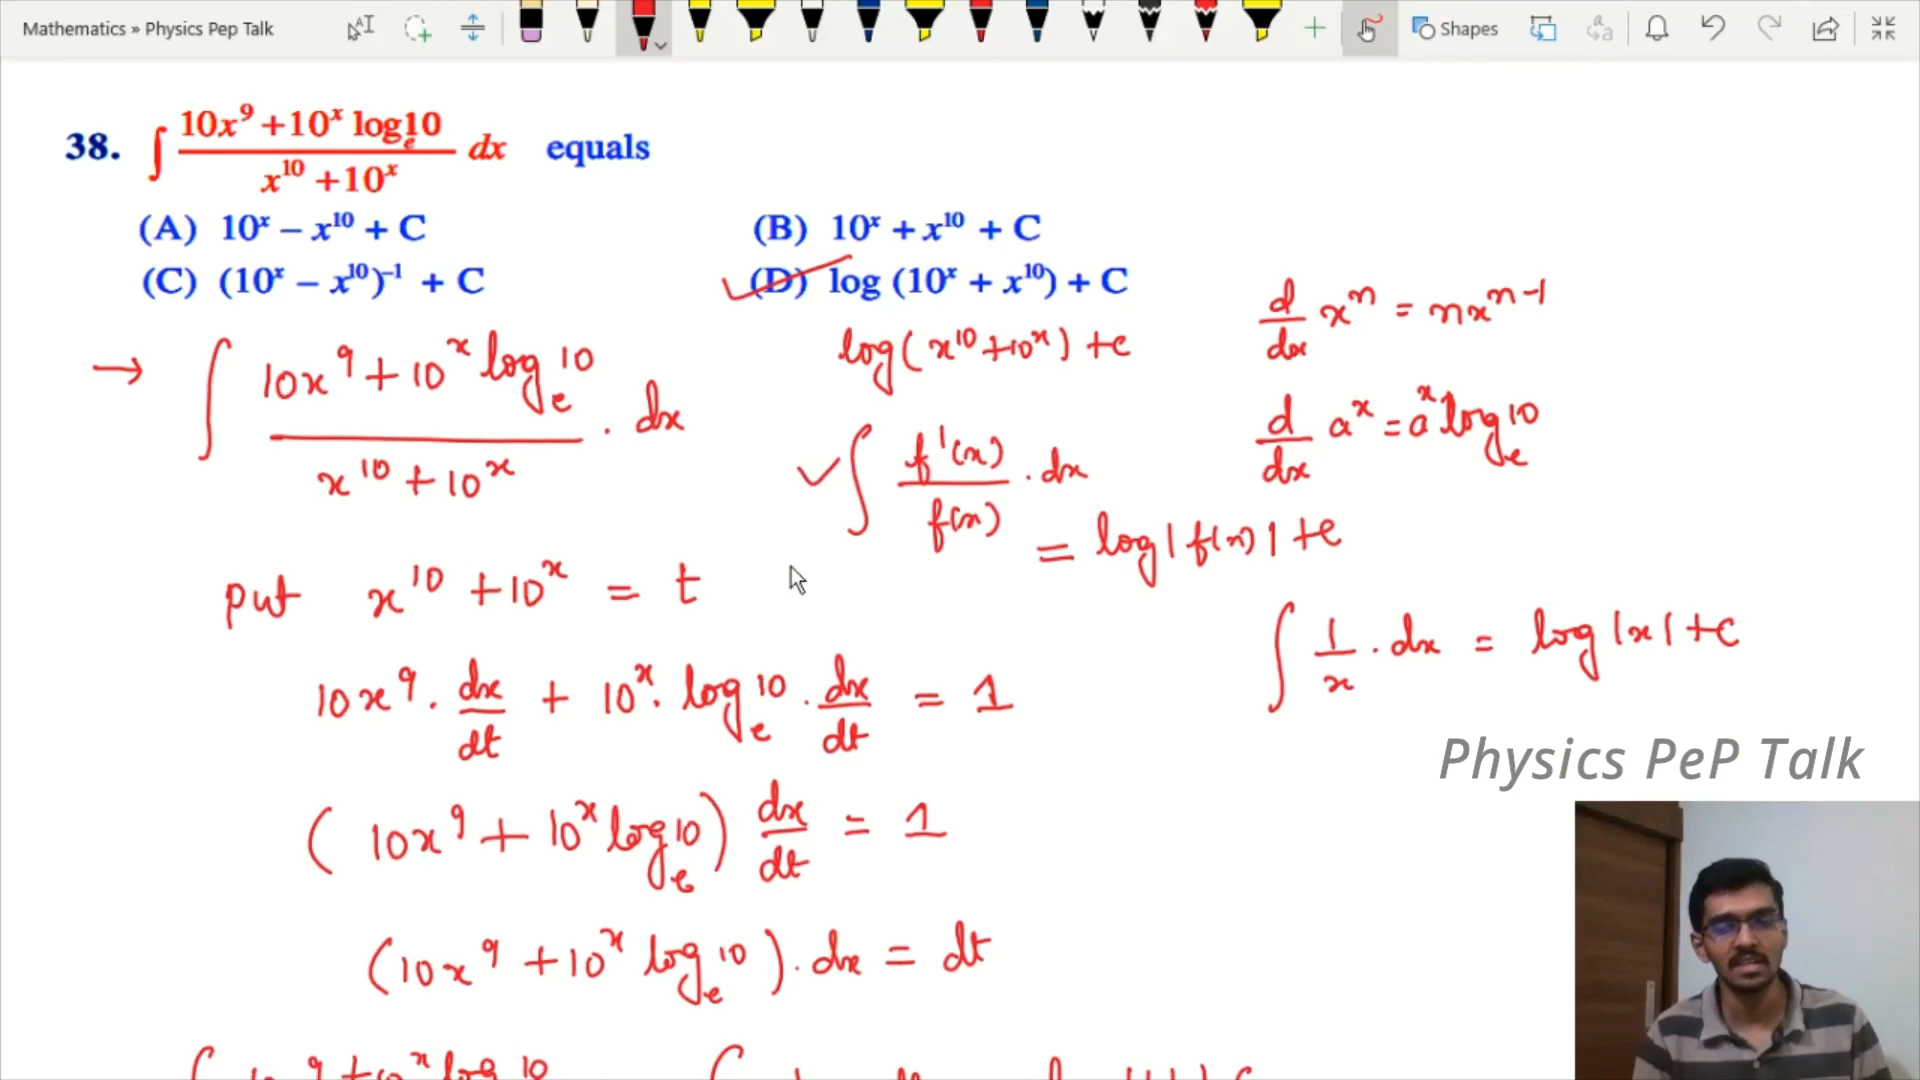 Mathematics » Physics Pep Talk
Shapes
38. ∫ (10x⁹ + 10ˣ logₑ10)/(x¹⁰ + 10ˣ) dx equals
(A) 10ˣ – x¹⁰ + C
(B) 10ˣ + x¹⁰ + C
(C) (10ˣ – x¹⁰)⁻¹ + C
(D) log (10ˣ + x¹⁰) + C
log(x¹⁰+10ˣ)+c
d/dx xⁿ = nxⁿ⁻¹
→ ∫ (10x⁹ + 10ˣ logₑ10)/(x¹⁰ + 10ˣ) . dx
d/dx aˣ = aˣ logₑ10
∫ f'(x)/f(x) . dx
= log|f(x)|+c
put x¹⁰ + 10ˣ = t
∫ 1/x . dx = log|x|+c
10x⁹ . dx/dt + 10ˣ. logₑ10 . dx/dt = 1
Physics PeP Talk
(10x⁹ + 10ˣ logₑ10) dx/dt = 1
(10x⁹ + 10ˣ logₑ10). dx = dt